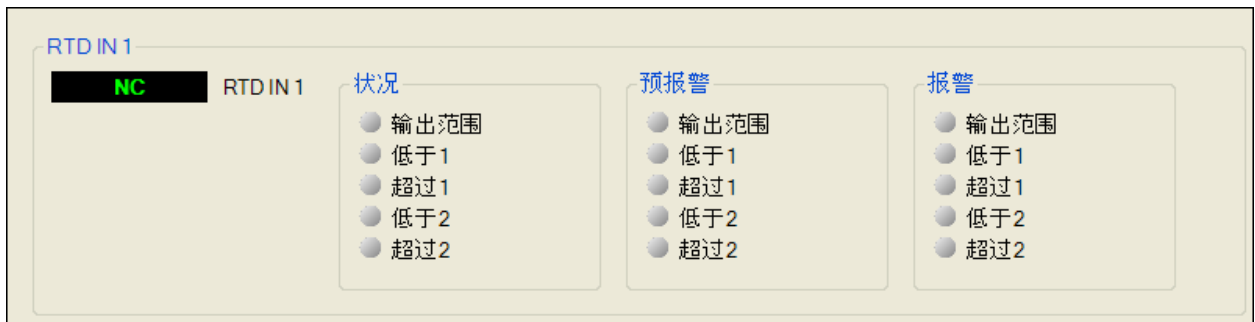 RTD IN 1
NC RTD IN 1
状况
输出范围
低于1
超过1
低于2
超过2
预报警
输出范围
低于1
超过1
低于2
超过2
报警
输出范围
低于1
超过1
低于2
超过2